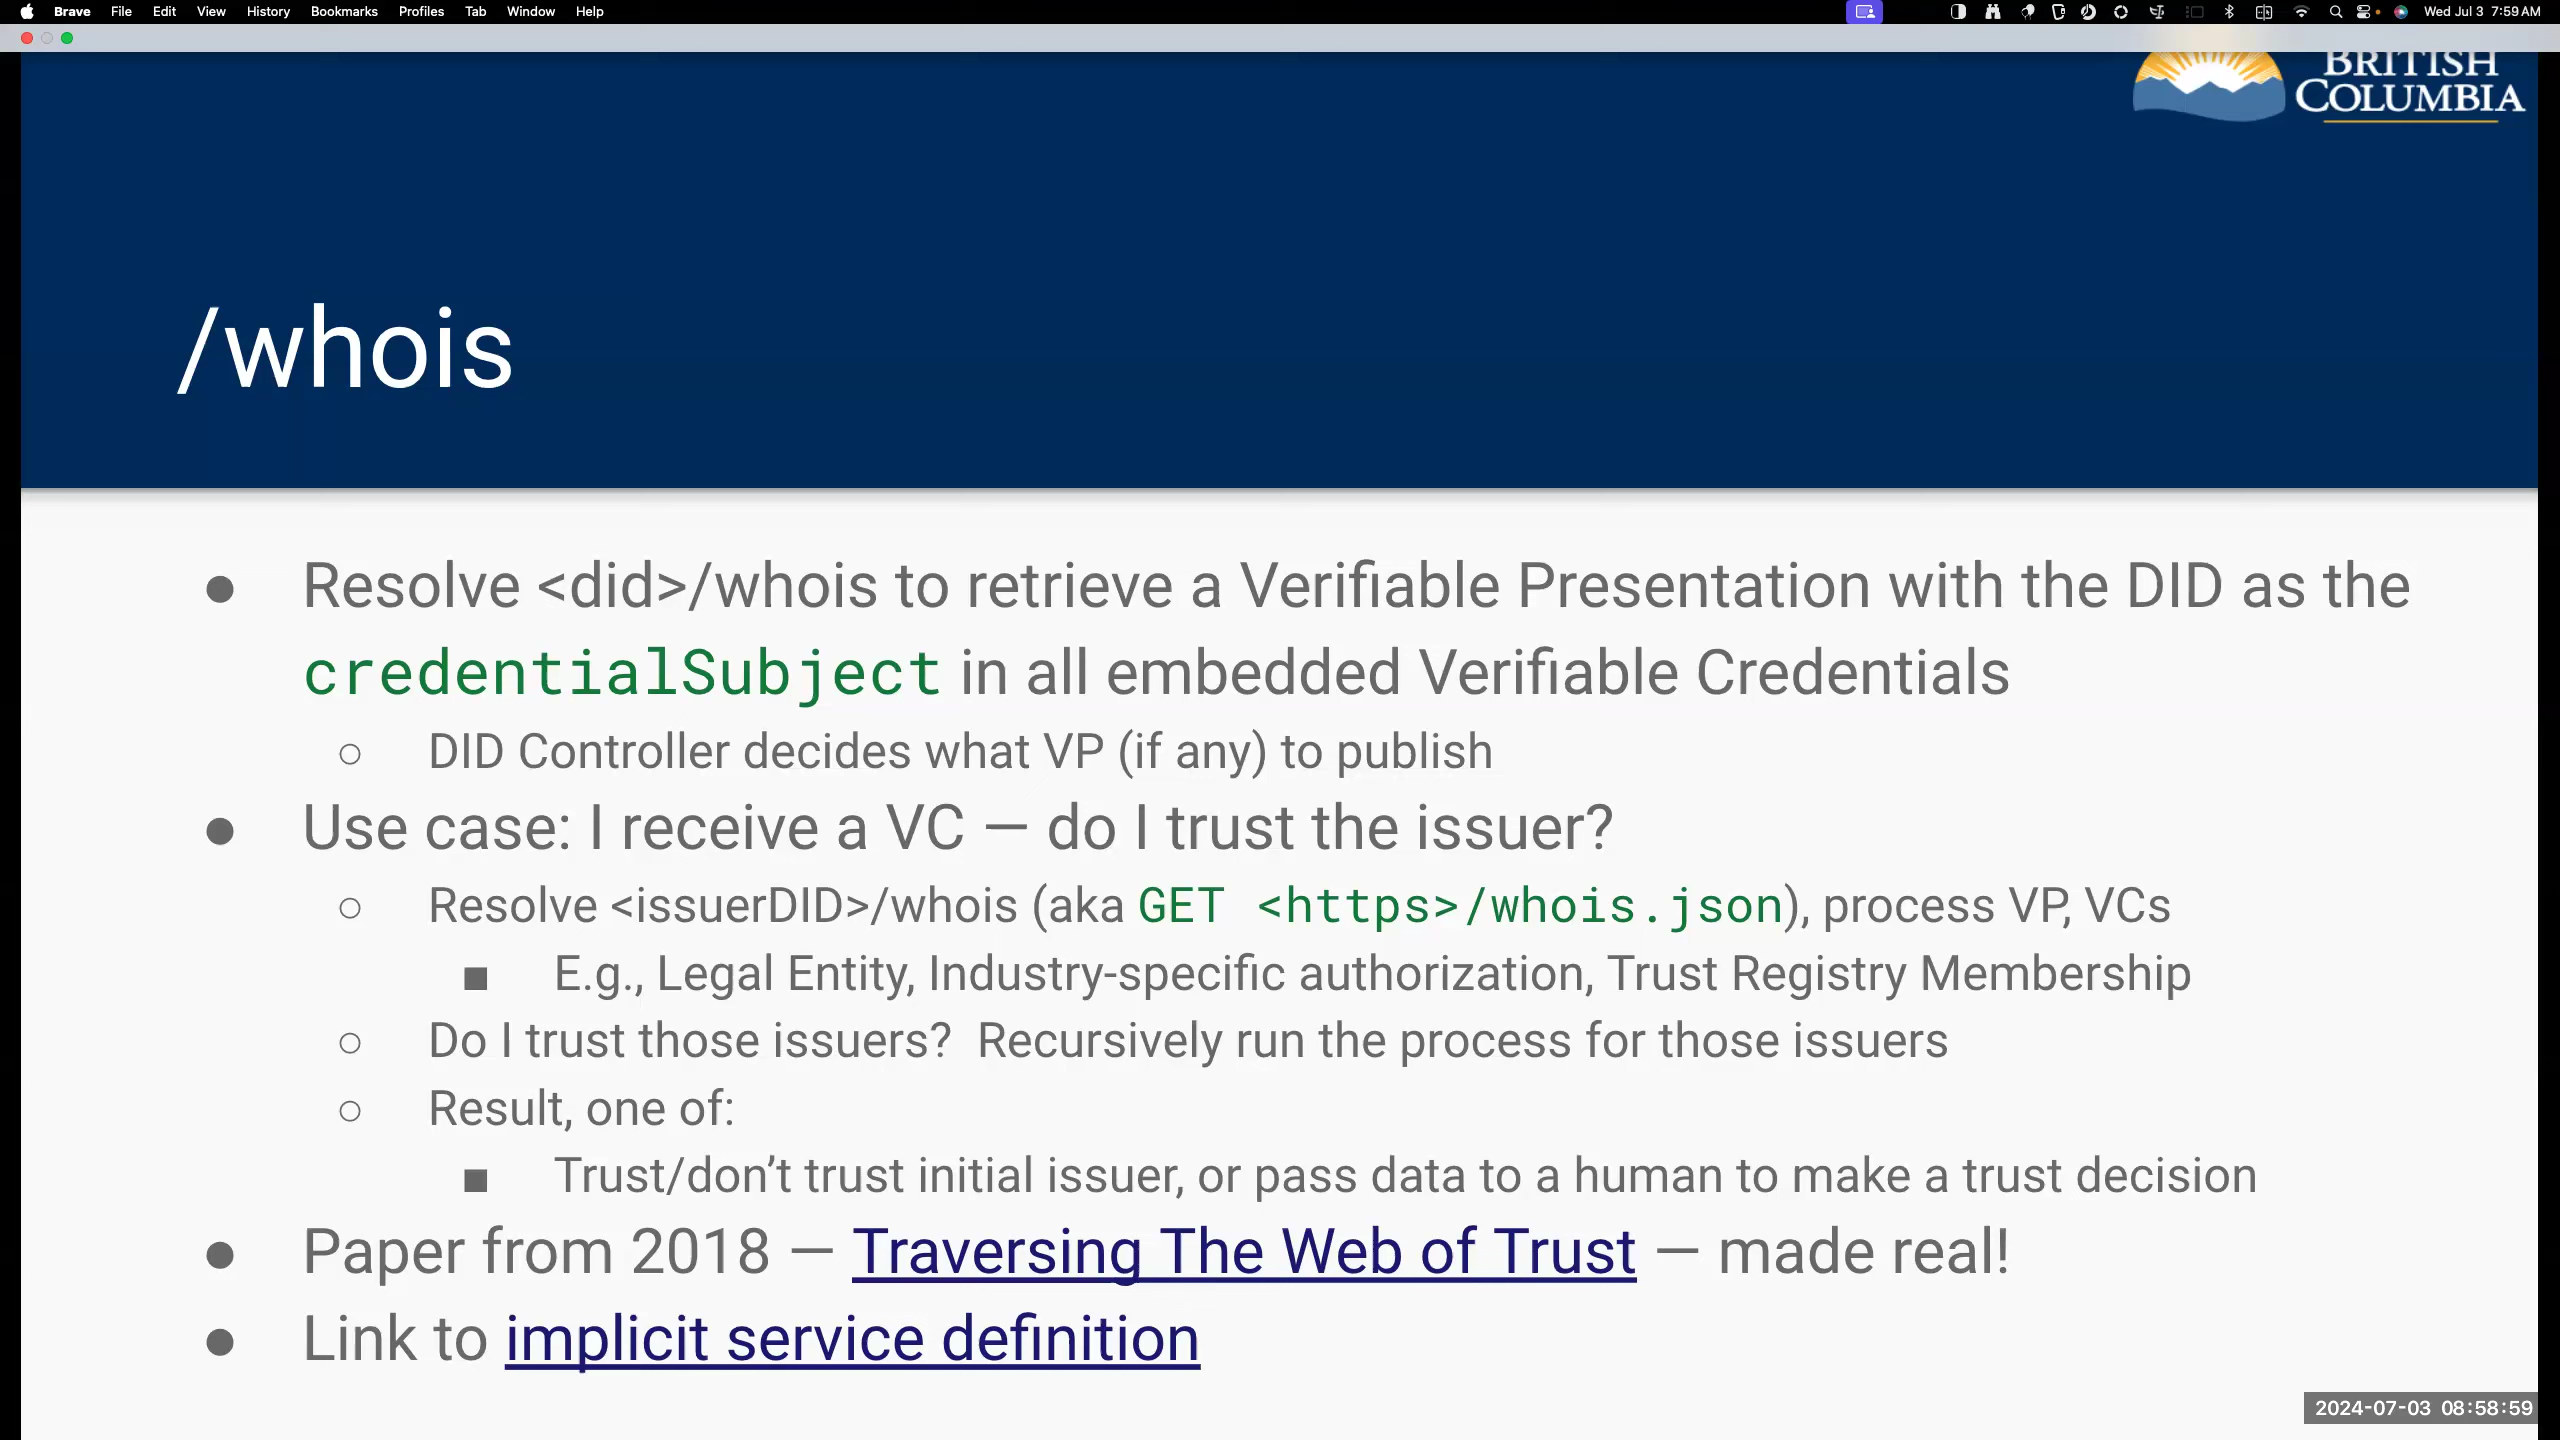 Brave File Edit View History Bookmarks Profiles Tab Window Help Wed Jul 3 7:59 AM
BRITISH
COLUMBIA
/whois
● Resolve <did>/whois to retrieve a Verifiable Presentation with the DID as the
credentialSubject in all embedded Verifiable Credentials
○ DID Controller decides what VP (if any) to publish
● Use case: I receive a VC — do I trust the issuer?
○ Resolve <issuerDID>/whois (aka GET <https>/whois.json), process VP, VCs
■ E.g., Legal Entity, Industry-specific authorization, Trust Registry Membership
○ Do I trust those issuers?  Recursively run the process for those issuers
○ Result, one of:
■ Trust/don’t trust initial issuer, or pass data to a human to make a trust decision
● Paper from 2018 — Traversing The Web of Trust — made real!
● Link to implicit service definition
2024-07-03 08:58:59